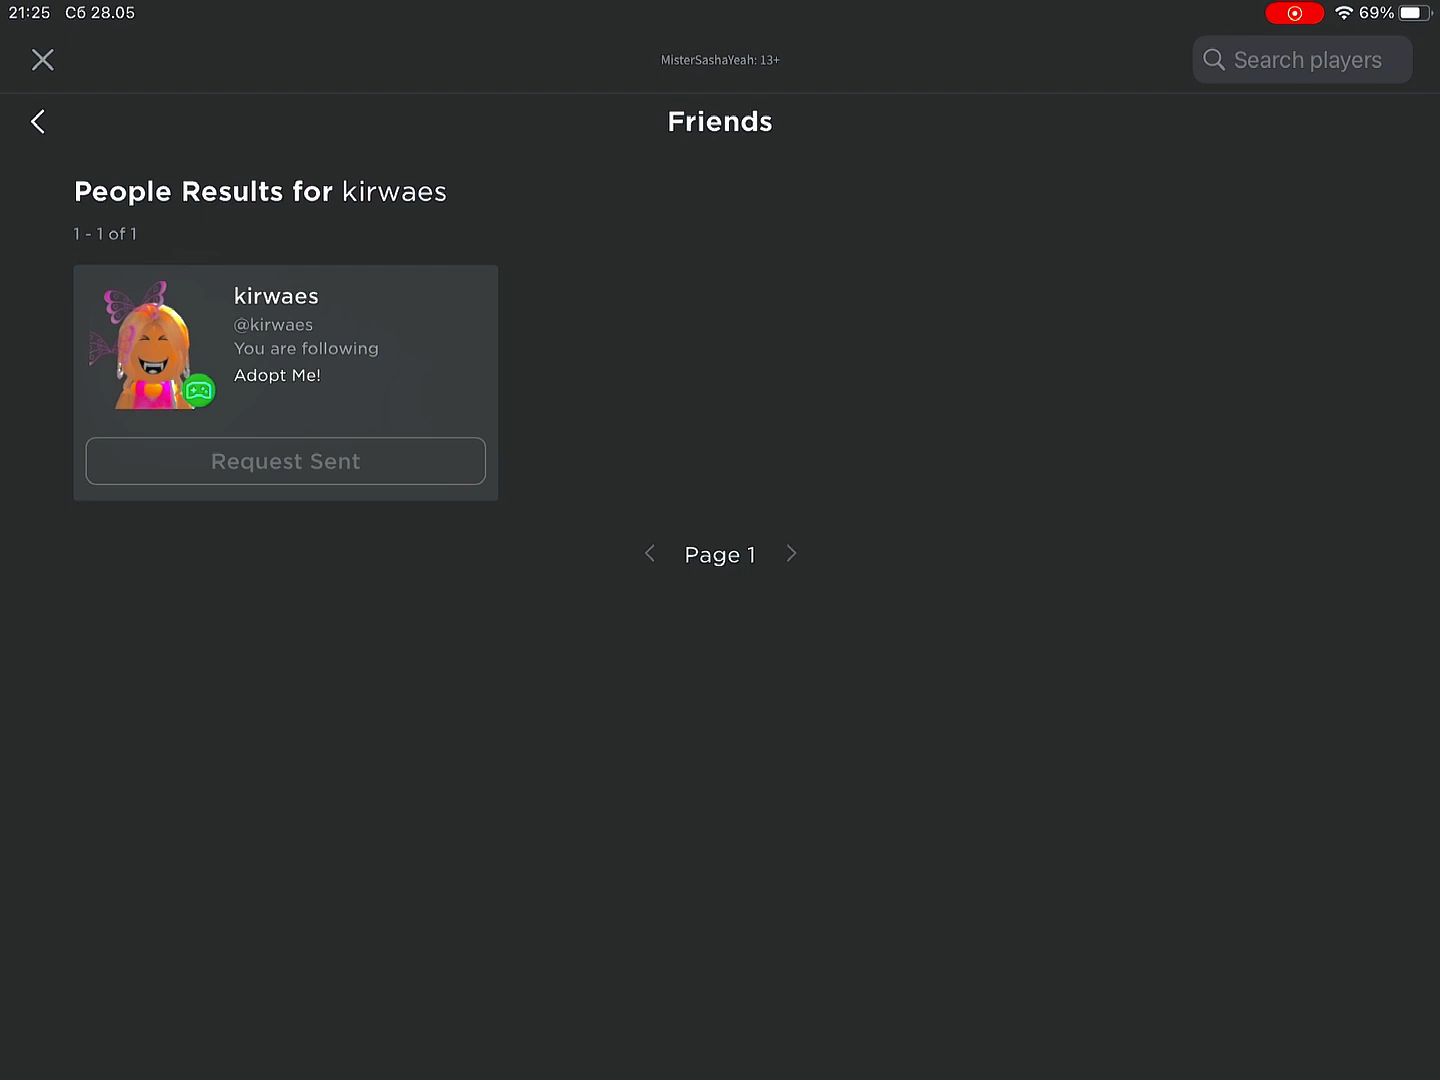 21:25 Сб 28.05
69%
MisterSashaYeah: 13+
Search players
Friends
People Results for kirwaes
1 - 1 of 1
kirwaes
@kirwaes
You are following
Adopt Me!
Request Sent
Page 1